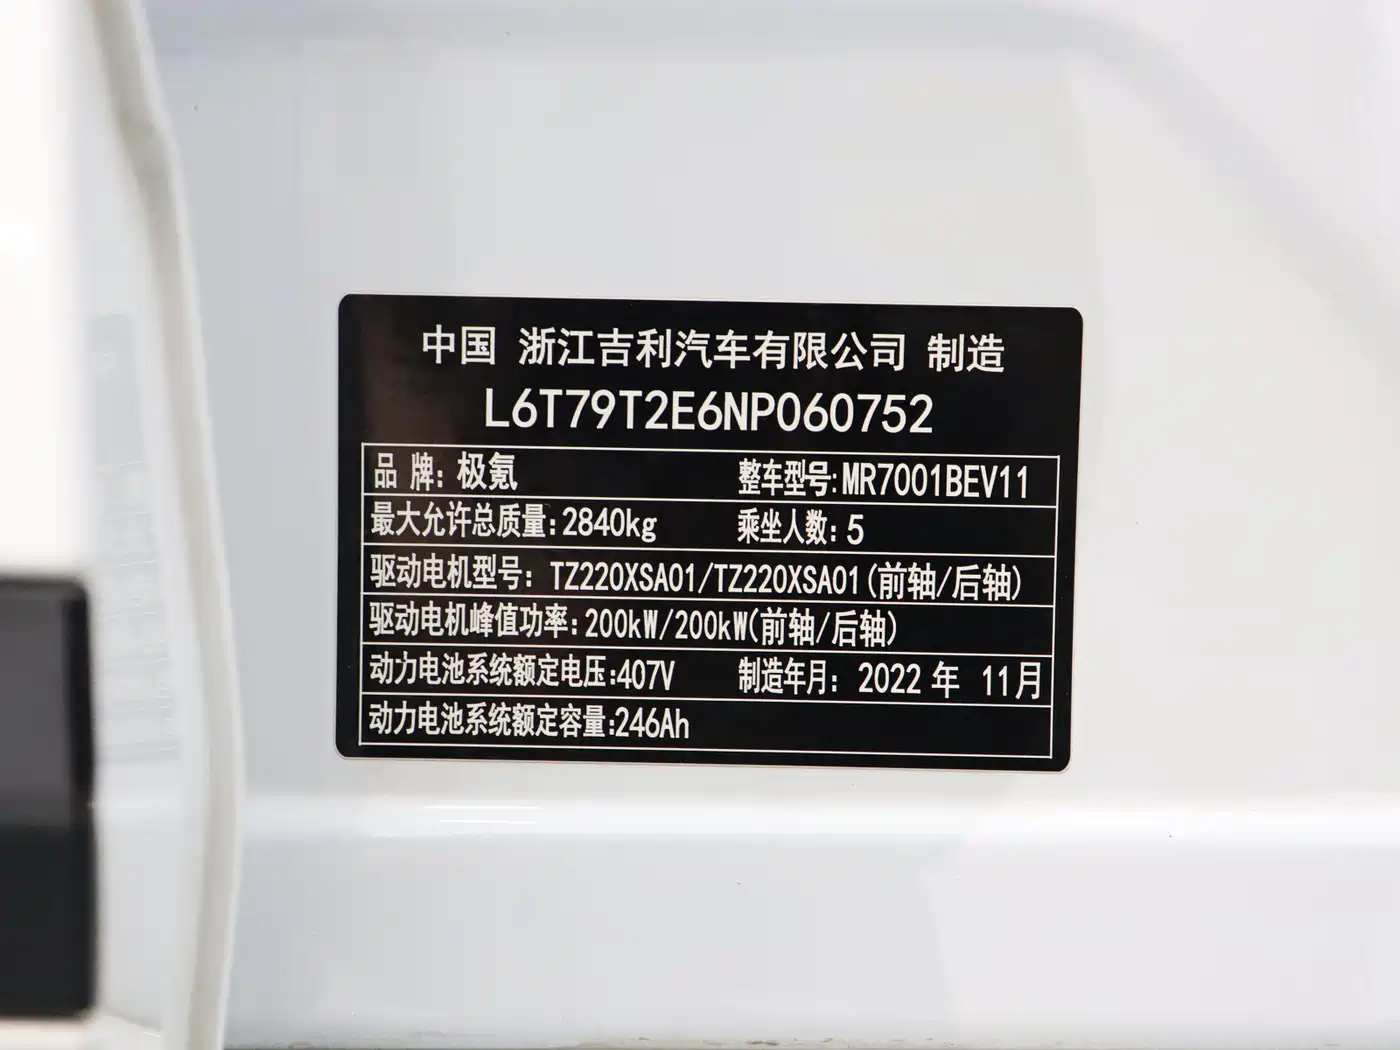 中国 浙江吉利汽车有限公司 制造
L6T79T2E6NP060752
品 牌: 极氪 整车型号:MR7001BEV11
最大允许总质量:2840kg 乘坐人数: 5
驱动电机型号: TZ220XSA01/TZ220XSA01(前轴/后轴)
驱动电机峰值功率:200kW/200kW(前轴/后轴)
动力电池系统额定电压:407V 制造年月: 2022 年 11月
动力电池系统额定容量:246Ah